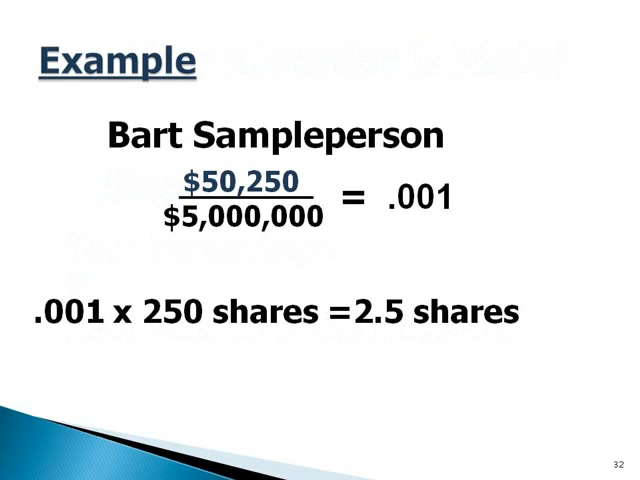 Example
Bart Sampleperson
$50,250
$5,000,000
= .001
.001 x 250 shares =2.5 shares
32